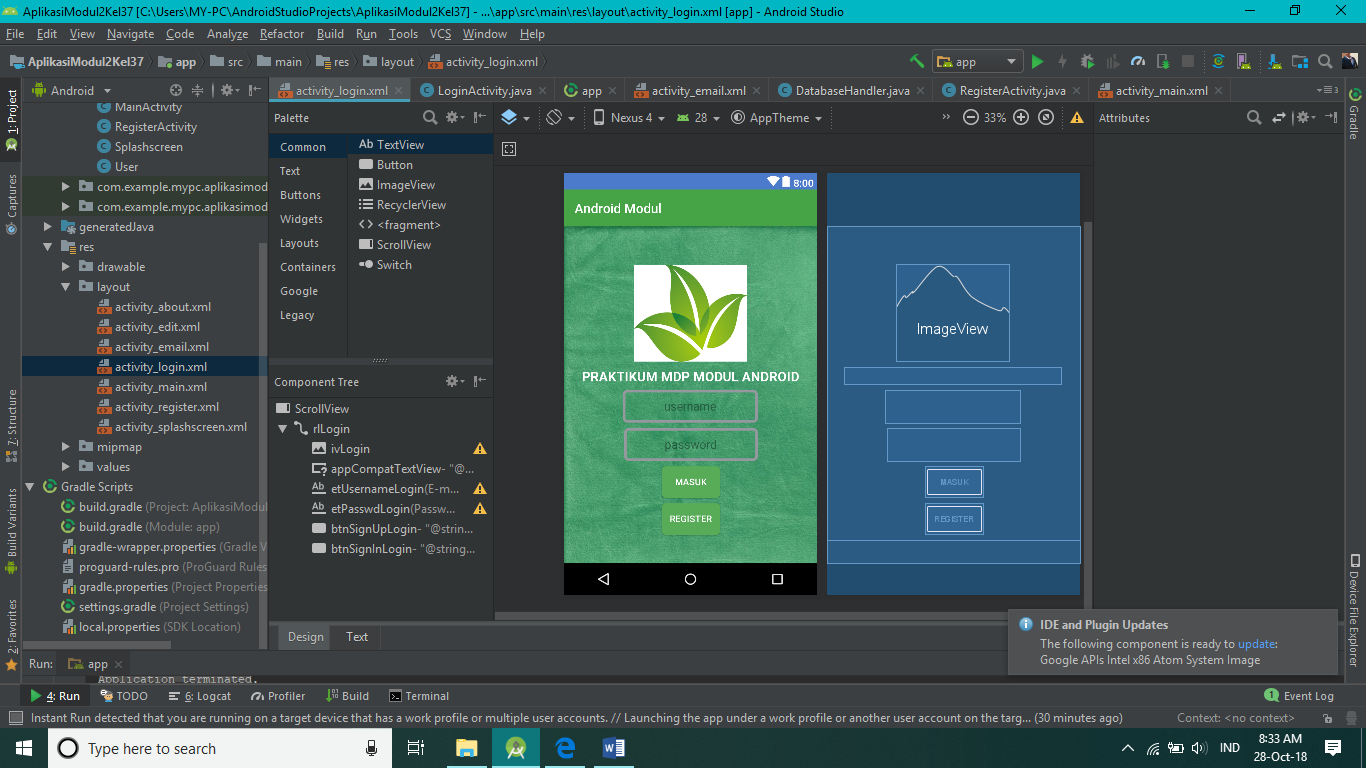 AplikasiModul2Kel37 [C:\Users\MY-PC\AndroidStudioProjects\AplikasiModul2Kel37] - ...\app\src\main\res\layout\activity_login.xml [app] - Android Studio
File Edit View Navigate Code Analyze Refactor Build Run Tools VCS Window Help
AplikasiModul2Kel37 app src main res layout activity_login.xml
app
1: Project
Captures
7: Structure
Build Variants
2: Favorites
Android
MainActivity
RegisterActivity
Splashscreen
User
com.example.mypc.aplikasimod
com.example.mypc.aplikasimod
generatedJava
res
drawable
layout
activity_about.xml
activity_edit.xml
activity_email.xml
activity_login.xml
activity_main.xml
activity_register.xml
activity_splashscreen.xml
mipmap
values
Gradle Scripts
build.gradle (Project: AplikasiModul
build.gradle (Module: app)
gradle-wrapper.properties (Gradle V
proguard-rules.pro (ProGuard Rules
gradle.properties (Project Properties
settings.gradle (Project Settings)
local.properties (SDK Location)
activity_login.xml LoginActivity.java app activity_email.xml DatabaseHandler.java RegisterActivity.java activity_main.xml
3
Palette
Common
Text
Buttons
Widgets
Layouts
Containers
Google
Legacy
Ab TextView
Button
ImageView
RecyclerView
<fragment>
ScrollView
Switch
Component Tree
ScrollView
rlLogin
ivLogin
appCompatTextView- "@...
Ab etUsernameLogin(E-m...
Ab etPasswdLogin(Passw...
btnSignUpLogin- "@strin...
btnSignInLogin- "@string...
Nexus 4 28 AppTheme
33%
8:00
Android Modul
PRAKTIKUM MDP MODUL ANDROID
username
password
MASUK
REGISTER
ImageView
MASUK
REGISTER
Attributes
Gradle
Device File Explorer
Design Text
IDE and Plugin Updates
The following component is ready to update:
Google APIs Intel x86 Atom System Image
Run: app
Application terminated.
4: Run TODO 6: Logcat Profiler Build Terminal
1 Event Log
Instant Run detected that you are running on a target device that has a work profile or multiple user accounts. // Launching the app under a work profile or another user account on the targ... (30 minutes ago)
Context: <no context>
Type here to search
IND
8:33 AM
28-Oct-18